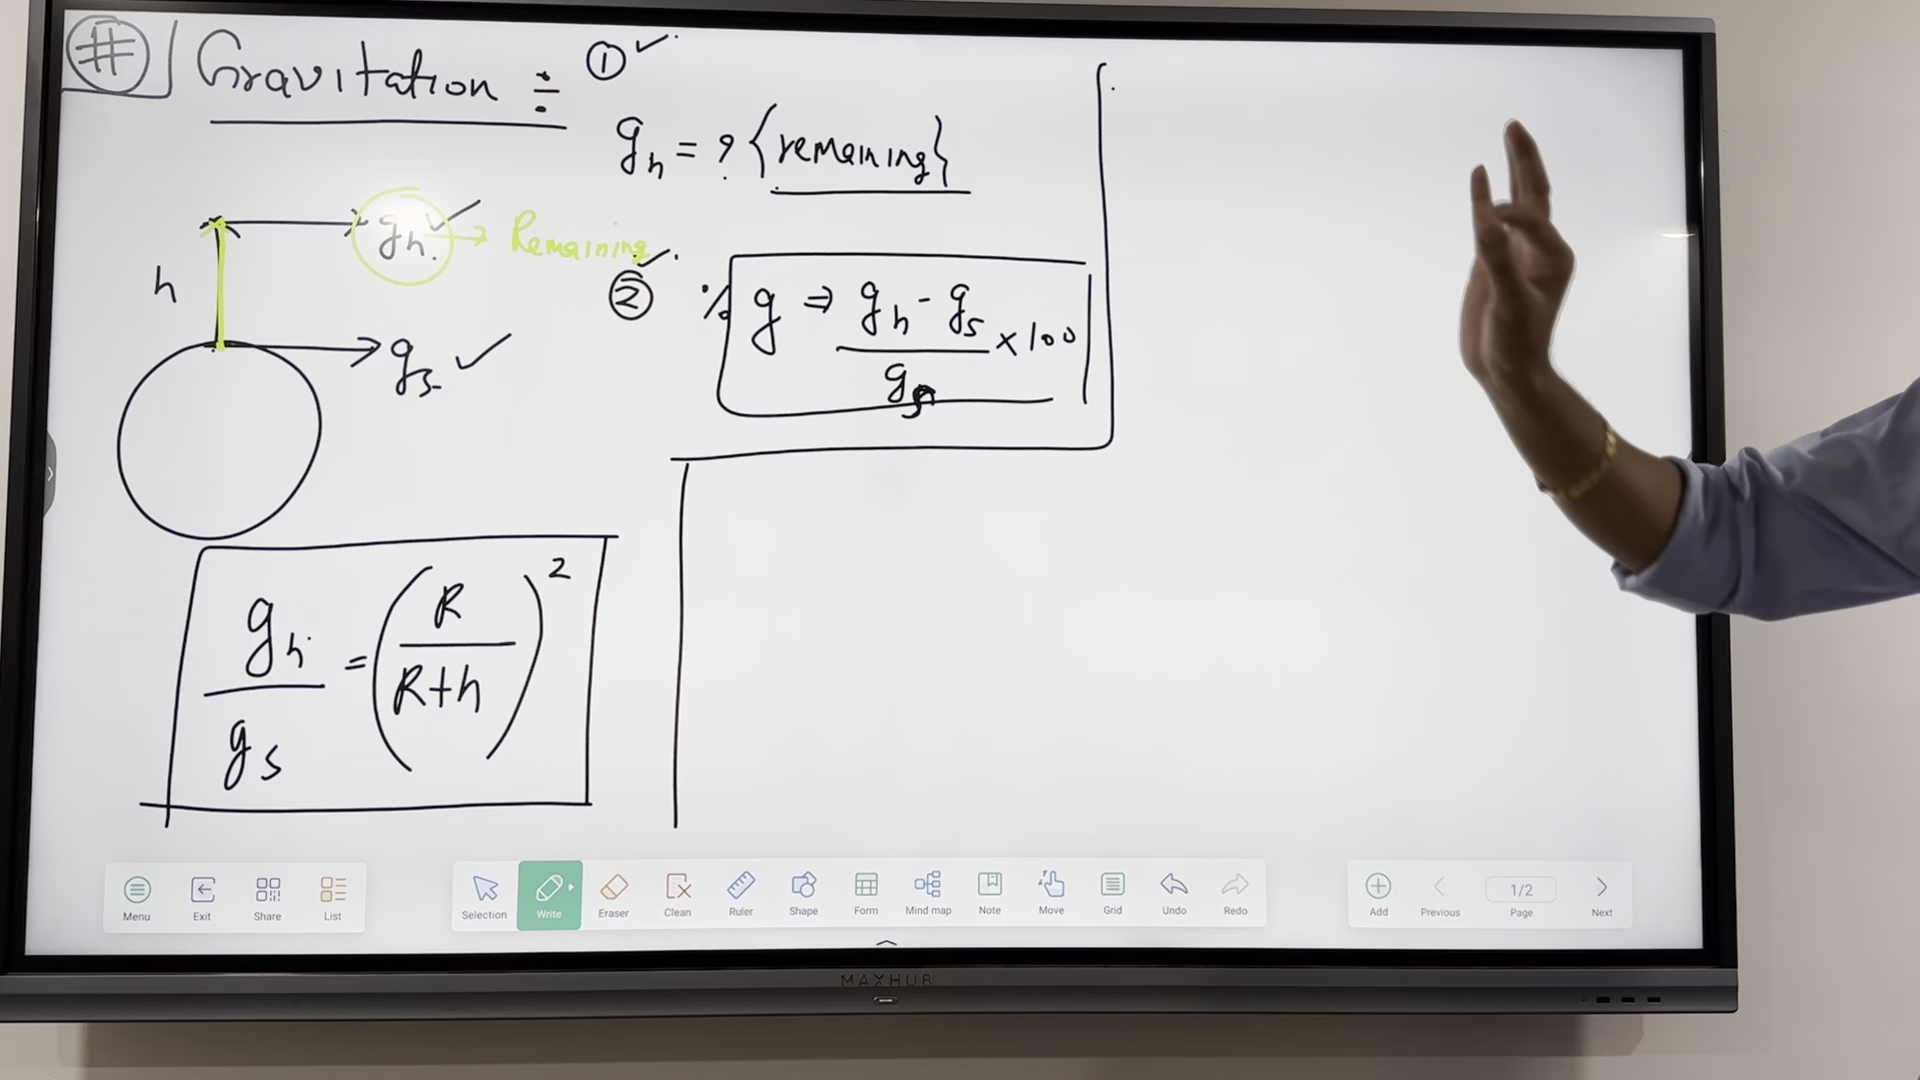 # Gravitation ÷ ① ✓
gₕ = ? {remaining}
gₕ. ✓ → Remaining
h
gₛ ✓
② ✓ % g ⇒ (gₕ - gₛ)/gₛ × 100
gₕ/gₛ = (R/(R+h))²
Menu Exit Share List
Selection Write Eraser Clean Ruler Shape Form Mind map Note Move Grid Undo Redo
Add Previous 1/2 Page Next
MAXHUB